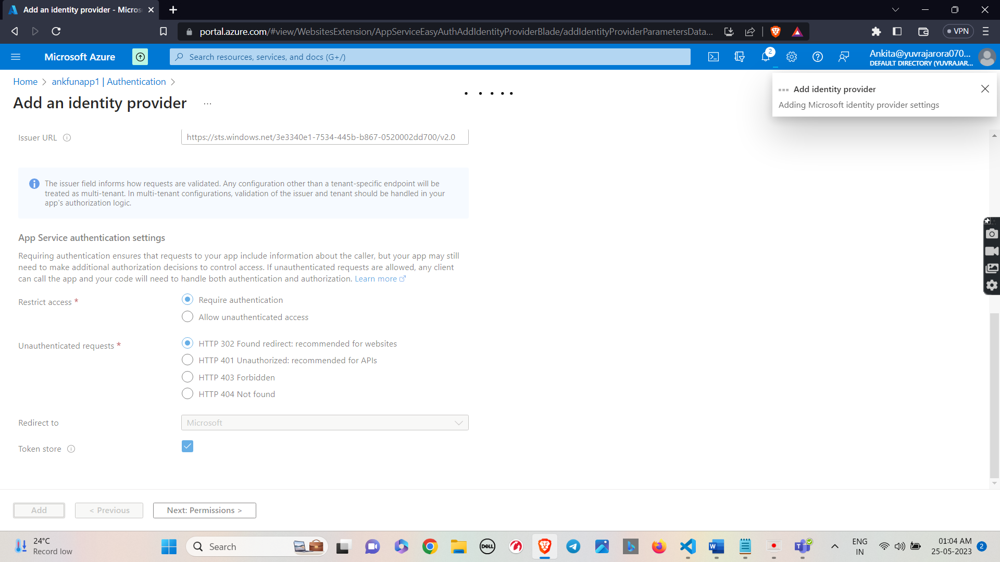 Add an identity provider - Micros
portal.azure.com/#view/WebsitesExtension/AppServiceEasyAuthAddIdentityProviderBlade/addIdentityProviderParametersData...
VPN
Microsoft Azure
Search resources, services, and docs (G+/)
2
Ankita@yuvrajarora070...
DEFAULT DIRECTORY (YUVRAJAR...
Home > ankfunapp1 | Authentication >
Add an identity provider ...
Add identity provider
Adding Microsoft identity provider settings
Issuer URL
https://sts.windows.net/3e3340e1-7534-445b-b867-0520002dd700/v2.0
The issuer field informs how requests are validated. Any configuration other than a tenant-specific endpoint will be
treated as multi-tenant. In multi-tenant configurations, validation of the issuer and tenant should be handled in your
app's authorization logic.
App Service authentication settings
Requiring authentication ensures that requests to your app include information about the caller, but your app may still
need to make additional authorization decisions to control access. If unauthenticated requests are allowed, any client
can call the app and your code will need to handle both authentication and authorization. Learn more
Restrict access *
Require authentication
Allow unauthenticated access
Unauthenticated requests *
HTTP 302 Found redirect: recommended for websites
HTTP 401 Unauthorized: recommended for APIs
HTTP 403 Forbidden
HTTP 404 Not found
Redirect to
Microsoft
Token store
Add
< Previous
Next: Permissions >
24°C
Record low
Search
DELL
ENG
IN
01:04 AM
25-05-2023
2